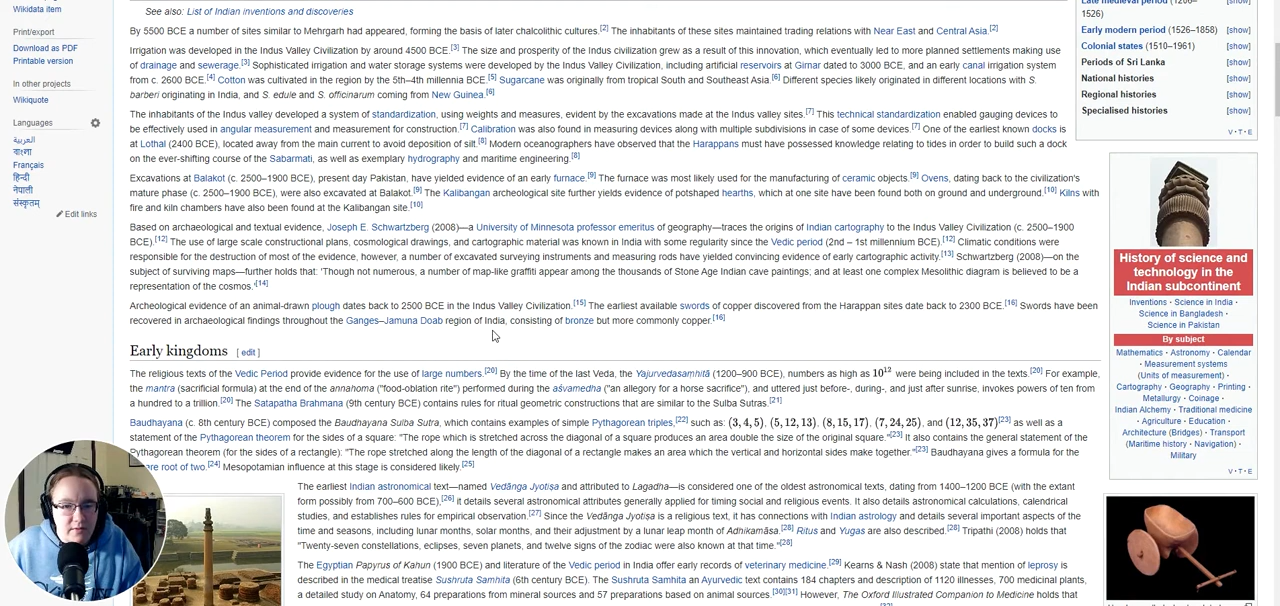 Wikidata item
Print/export
Download as PDF
Printable version
In other projects
Wikiquote
Languages
العربية
বাংলা
Français
हिन्दी
नेपाली
संस्कृतम्
Edit links
See also: List of Indian inventions and discoveries
By 5500 BCE a number of sites similar to Mehrgarh had appeared, forming the basis of later chalcolithic cultures.[2] The inhabitants of these sites maintained trading relations with Near East and Central Asia.[2]
Irrigation was developed in the Indus Valley Civilization by around 4500 BCE.[3] The size and prosperity of the Indus civilization grew as a result of this innovation, which eventually led to more planned settlements making use
of drainage and sewerage.[3] Sophisticated irrigation and water storage systems were developed by the Indus Valley Civilization, including artificial reservoirs at Girnar dated to 3000 BCE, and an early canal irrigation system
from c. 2600 BCE.[4] Cotton was cultivated in the region by the 5th–4th millennia BCE.[5] Sugarcane was originally from tropical South and Southeast Asia.[6] Different species likely originated in different locations with S.
barberi originating in India, and S. edule and S. officinarum coming from New Guinea.[6]
The inhabitants of the Indus valley developed a system of standardization, using weights and measures, evident by the excavations made at the Indus valley sites.[7] This technical standardization enabled gauging devices to
be effectively used in angular measurement and measurement for construction.[7] Calibration was also found in measuring devices along with multiple subdivisions in case of some devices.[7] One of the earliest known docks is
at Lothal (2400 BCE), located away from the main current to avoid deposition of silt.[8] Modern oceanographers have observed that the Harappans must have possessed knowledge relating to tides in order to build such a dock
on the ever-shifting course of the Sabarmati, as well as exemplary hydrography and maritime engineering.[8]
Excavations at Balakot (c. 2500–1900 BCE), present day Pakistan, have yielded evidence of an early furnace.[9] The furnace was most likely used for the manufacturing of ceramic objects.[9] Ovens, dating back to the civilization's
mature phase (c. 2500–1900 BCE), were also excavated at Balakot.[9] The Kalibangan archeological site further yields evidence of potshaped hearths, which at one site have been found both on ground and underground.[10] Kilns with
fire and kiln chambers have also been found at the Kalibangan site.[10]
Based on archaeological and textual evidence, Joseph E. Schwartzberg (2008)—a University of Minnesota professor emeritus of geography—traces the origins of Indian cartography to the Indus Valley Civilization (c. 2500–1900
BCE).[12] The use of large scale constructional plans, cosmological drawings, and cartographic material was known in India with some regularity since the Vedic period (2nd – 1st millennium BCE).[12] Climatic conditions were
responsible for the destruction of most of the evidence, however, a number of excavated surveying instruments and measuring rods have yielded convincing evidence of early cartographic activity.[13] Schwartzberg (2008)—on the
subject of surviving maps—further holds that: 'Though not numerous, a number of map-like graffiti appear among the thousands of Stone Age Indian cave paintings; and at least one complex Mesolithic diagram is believed to be a
representation of the cosmos.'[14]
Archeological evidence of an animal-drawn plough dates back to 2500 BCE in the Indus Valley Civilization.[15] The earliest available swords of copper discovered from the Harappan sites date back to 2300 BCE.[16] Swords have been
recovered in archaeological findings throughout the Ganges–Jamuna Doab region of India, consisting of bronze but more commonly copper.[16]
Early kingdoms [ edit ]
The religious texts of the Vedic Period provide evidence for the use of large numbers.[20] By the time of the last Veda, the Yajurvedasaṃhitā (1200–900 BCE), numbers as high as 10¹² were being included in the texts.[20] For example,
the mantra (sacrificial formula) at the end of the annahoma ("food-oblation rite") performed during the aśvamedha ("an allegory for a horse sacrifice"), and uttered just before-, during-, and just after sunrise, invokes powers of ten from
a hundred to a trillion.[20] The Satapatha Brahmana (9th century BCE) contains rules for ritual geometric constructions that are similar to the Sulba Sutras.[21]
Baudhayana (c. 8th century BCE) composed the Baudhayana Sulba Sutra, which contains examples of simple Pythagorean triples,[22] such as: (3, 4, 5), (5, 12, 13), (8, 15, 17), (7, 24, 25), and (12, 35, 37)[23] as well as a
statement of the Pythagorean theorem for the sides of a square: "The rope which is stretched across the diagonal of a square produces an area double the size of the original square."[23] It also contains the general statement of the
Pythagorean theorem (for the sides of a rectangle): "The rope stretched along the length of the diagonal of a rectangle makes an area which the vertical and horizontal sides make together."[23] Baudhayana gives a formula for the
are root of two.[24] Mesopotamian influence at this stage is considered likely.[25]
The earliest Indian astronomical text—named Vedānga Jyotiṣa and attributed to Lagadha—is considered one of the oldest astronomical texts, dating from 1400–1200 BCE (with the extant
form possibly from 700–600 BCE),[26] it details several astronomical attributes generally applied for timing social and religious events. It also details astronomical calculations, calendrical
studies, and establishes rules for empirical observation.[27] Since the Vedānga Jyotiṣa is a religious text, it has connections with Indian astrology and details several important aspects of the
time and seasons, including lunar months, solar months, and their adjustment by a lunar leap month of Adhikamāsa.[28] Ritus and Yugas are also described.[28] Tripathi (2008) holds that
"Twenty-seven constellations, eclipses, seven planets, and twelve signs of the zodiac were also known at that time."[28]
The Egyptian Papyrus of Kahun (1900 BCE) and literature of the Vedic period in India offer early records of veterinary medicine.[29] Kearns & Nash (2008) state that mention of leprosy is
described in the medical treatise Sushruta Samhita (6th century BCE). The Sushruta Samhita an Ayurvedic text contains 184 chapters and description of 1120 illnesses, 700 medicinal plants,
a detailed study on Anatomy, 64 preparations from mineral sources and 57 preparations based on animal sources.[30][31] However, The Oxford Illustrated Companion to Medicine holds that
Late medieval period (1206–
1526) [show]
Early modern period (1526–1858) [show]
Colonial states (1510–1961) [show]
Periods of Sri Lanka [show]
National histories [show]
Regional histories [show]
Specialised histories [show]
V · T · E
History of science and
technology in the
Indian subcontinent
Inventions · Science in India ·
Science in Bangladesh ·
Science in Pakistan
By subject
Mathematics · Astronomy · Calendar
· Measurement systems
(Units of measurement) ·
Cartography · Geography · Printing ·
Metallurgy · Coinage ·
Indian Alchemy · Traditional medicine
· Agriculture · Education ·
Architecture (Bridges) · Transport
(Maritime history · Navigation) ·
Military
V · T · E